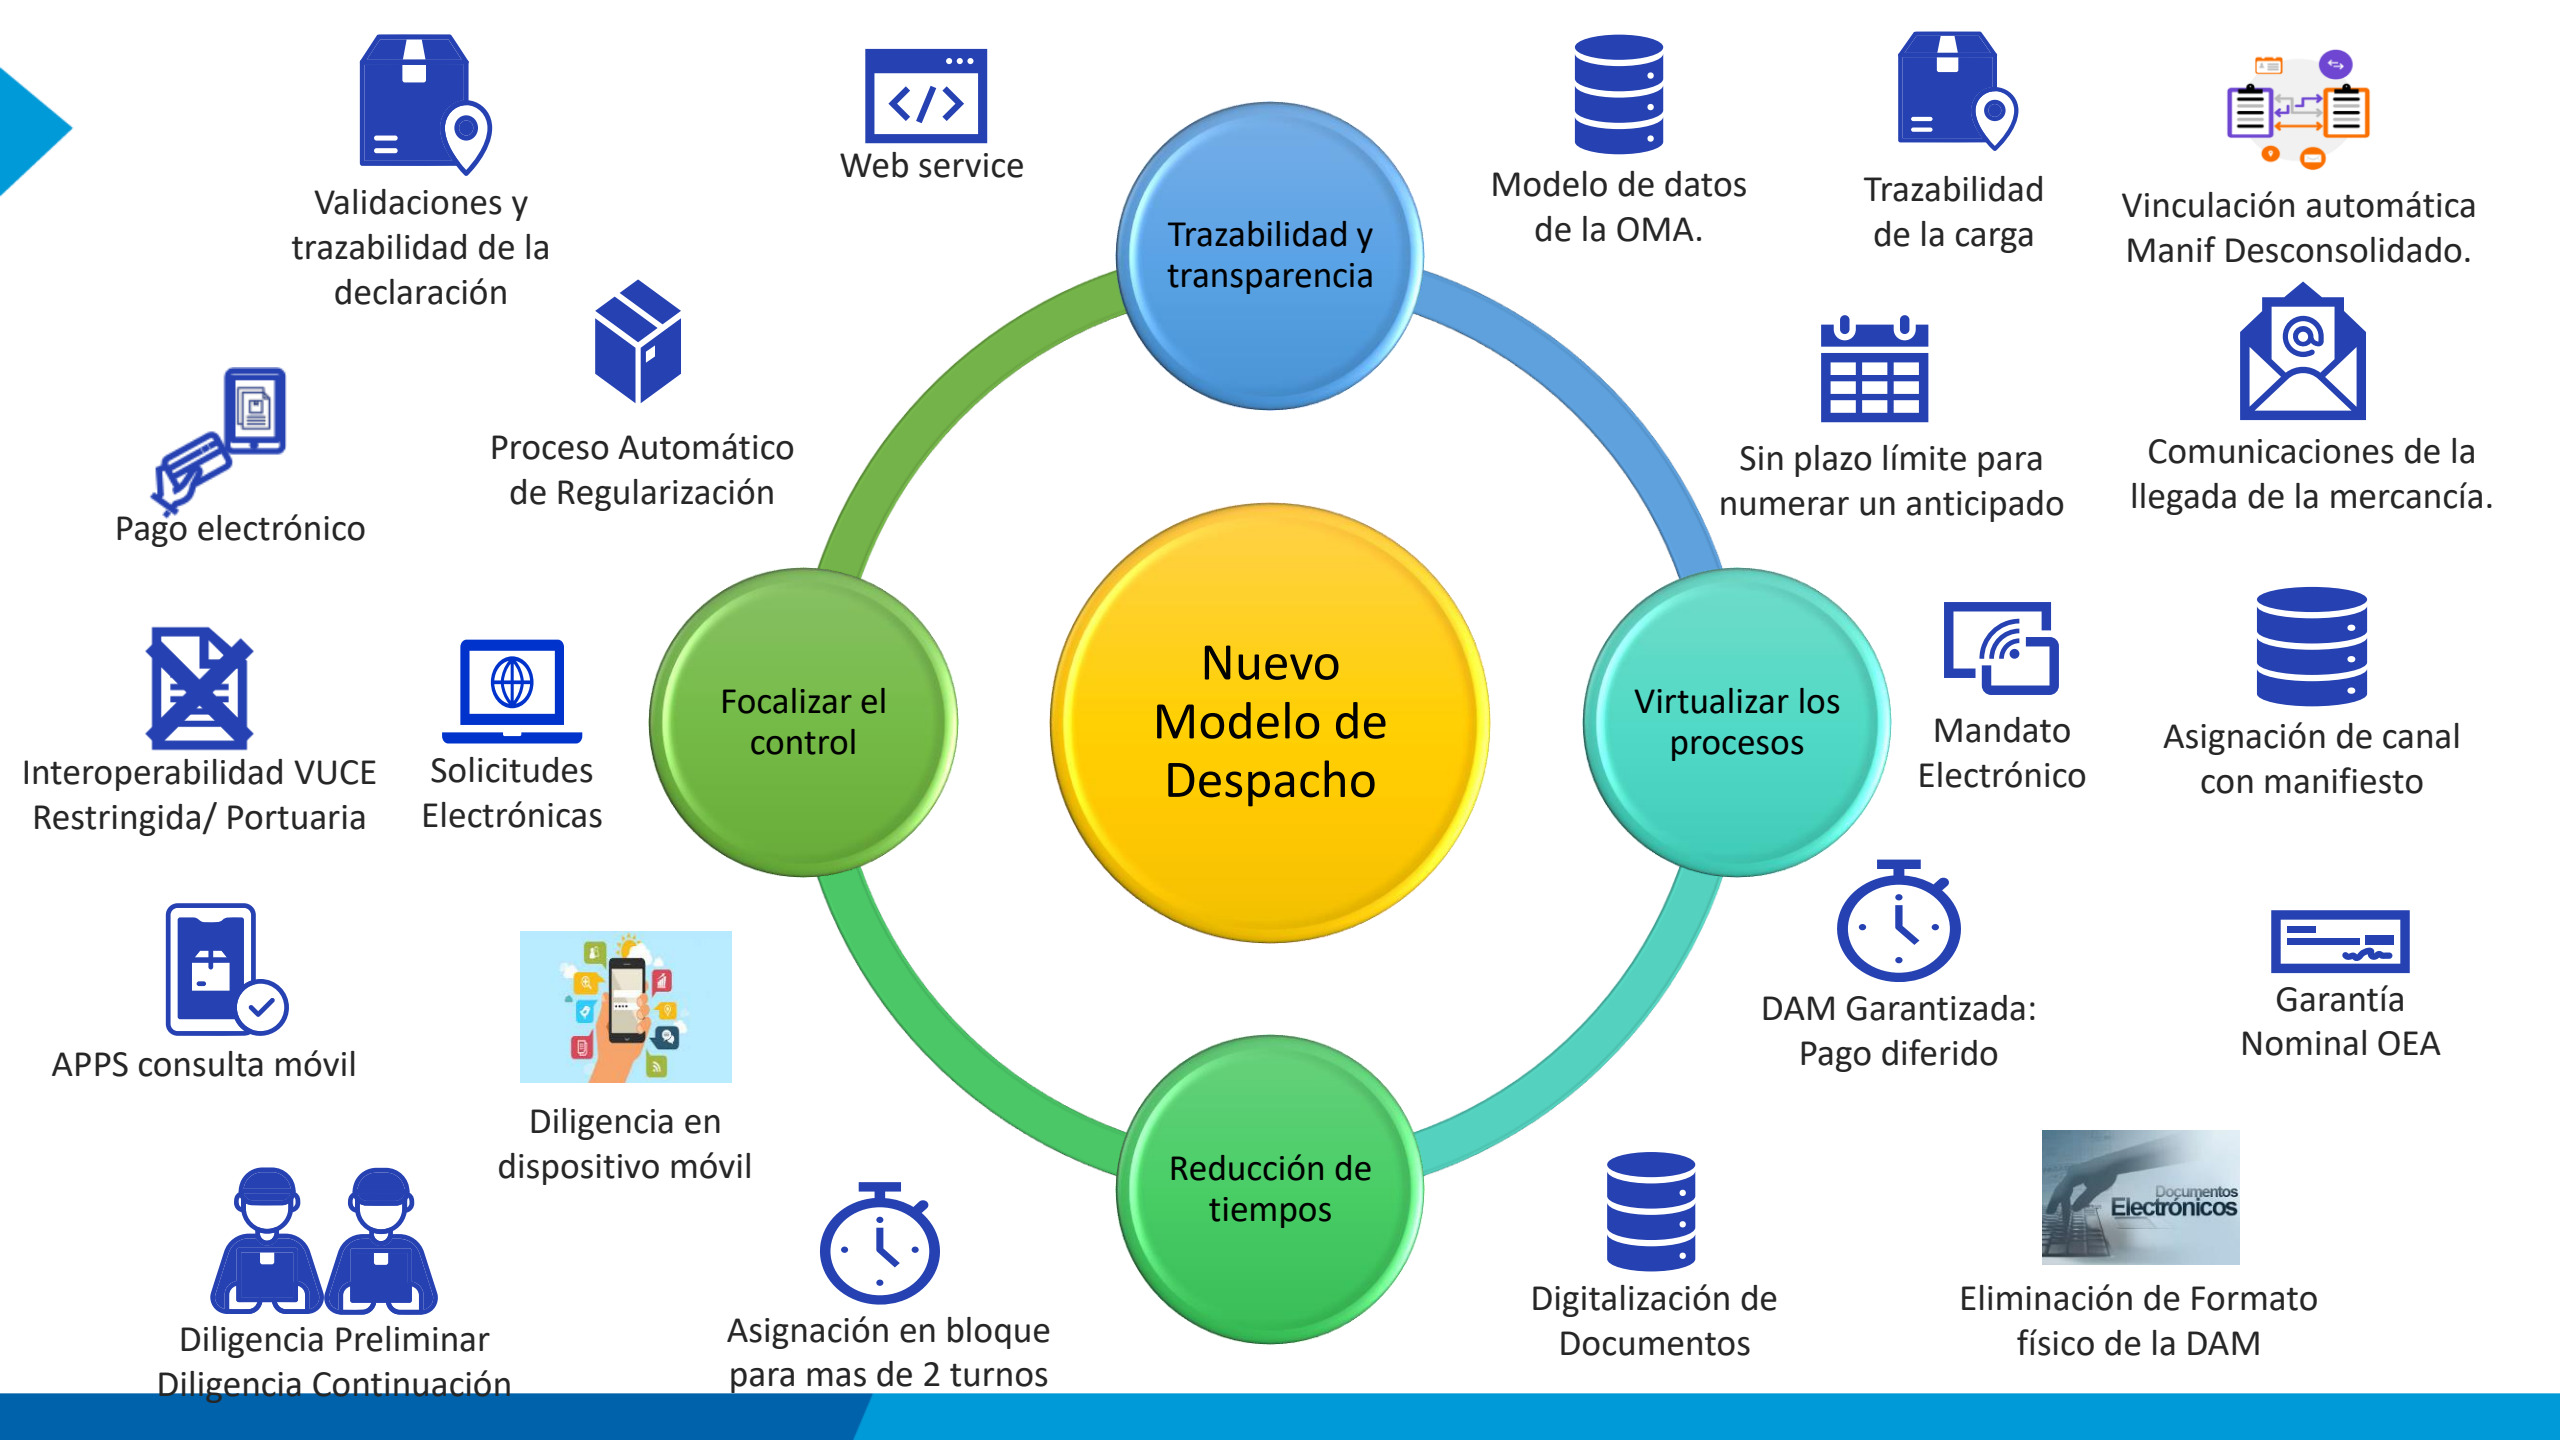 Validaciones y
trazabilidad de la
declaración
Web service
Trazabilidad y
transparencia
Modelo de datos
de la OMA.
Trazabilidad
de la carga
Vinculación automática
Manif Desconsolidado.
Pago electrónico
Proceso Automático
de Regularización
Sin plazo límite para
numerar un anticipado
Comunicaciones de la
llegada de la mercancía.
Interoperabilidad VUCE
Restringida/ Portuaria
Solicitudes
Electrónicas
Focalizar el
control
Nuevo
Modelo de
Despacho
Virtualizar los
procesos
Mandato
Electrónico
Asignación de canal
con manifiesto
APPS consulta móvil
Diligencia en
dispositivo móvil
DAM Garantizada:
Pago diferido
Garantía
Nominal OEA
Diligencia Preliminar
Diligencia Continuación
Asignación en bloque
para mas de 2 turnos
Reducción de
tiempos
Digitalización de
Documentos
Documentos
Electrónicos
Eliminación de Formato
físico de la DAM